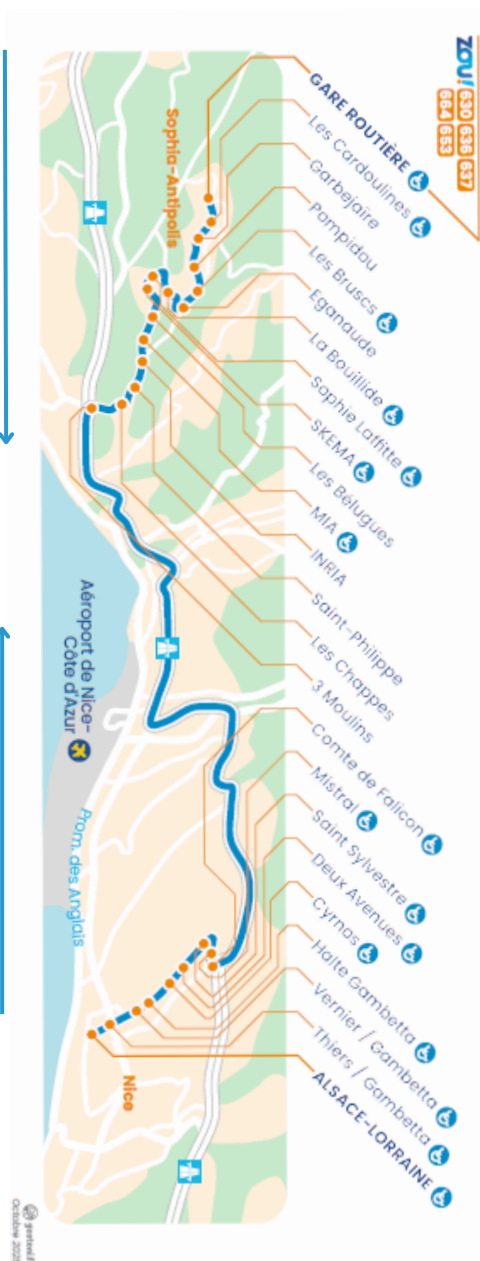 ZOU! 630 636 637
664 653
GARE ROUTIÈRE
Les Cardoulines
Garbejaire
Pompidou
Les Bruscs
Eganaude
La Bouillide
Sophie Laffitte
SKEMA
Les Bélugues
MIA
INRIA
Saint-Philippe
Les Chappes
3 Moulins
Comte de Falicon
Mistral
Saint Sylvestre
Deux Avenues
Cyrnos
Halte Gambetta
Vernier / Gambetta
Thiers / Gambetta
ALSACE-LORRAINE
Sophia-Antipolis
Aéroport de Nice-
Côte d'Azur
Prom. des Anglais
Nice